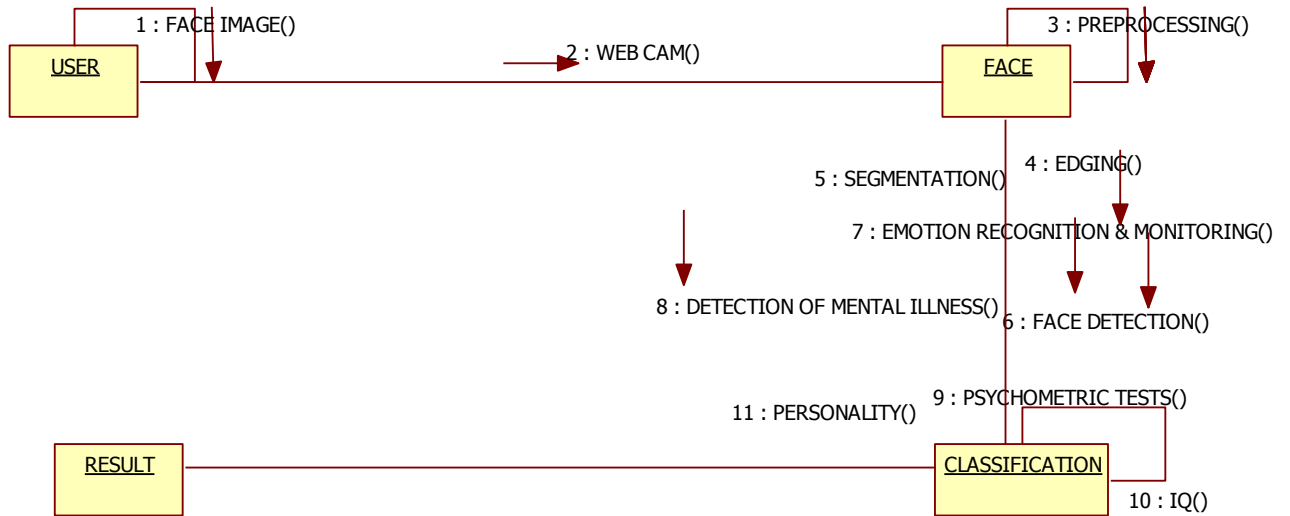 1 : FACE IMAGE()
3 : PREPROCESSING()
2 : WEB CAM()
USER
FACE
4 : EDGING()
5 : SEGMENTATION()
7 : EMOTION RECOGNITION & MONITORING()
8 : DETECTION OF MENTAL ILLNESS()
6 : FACE DETECTION()
9 : PSYCHOMETRIC TESTS()
11 : PERSONALITY()
RESULT
CLASSIFICATION
10 : IQ()